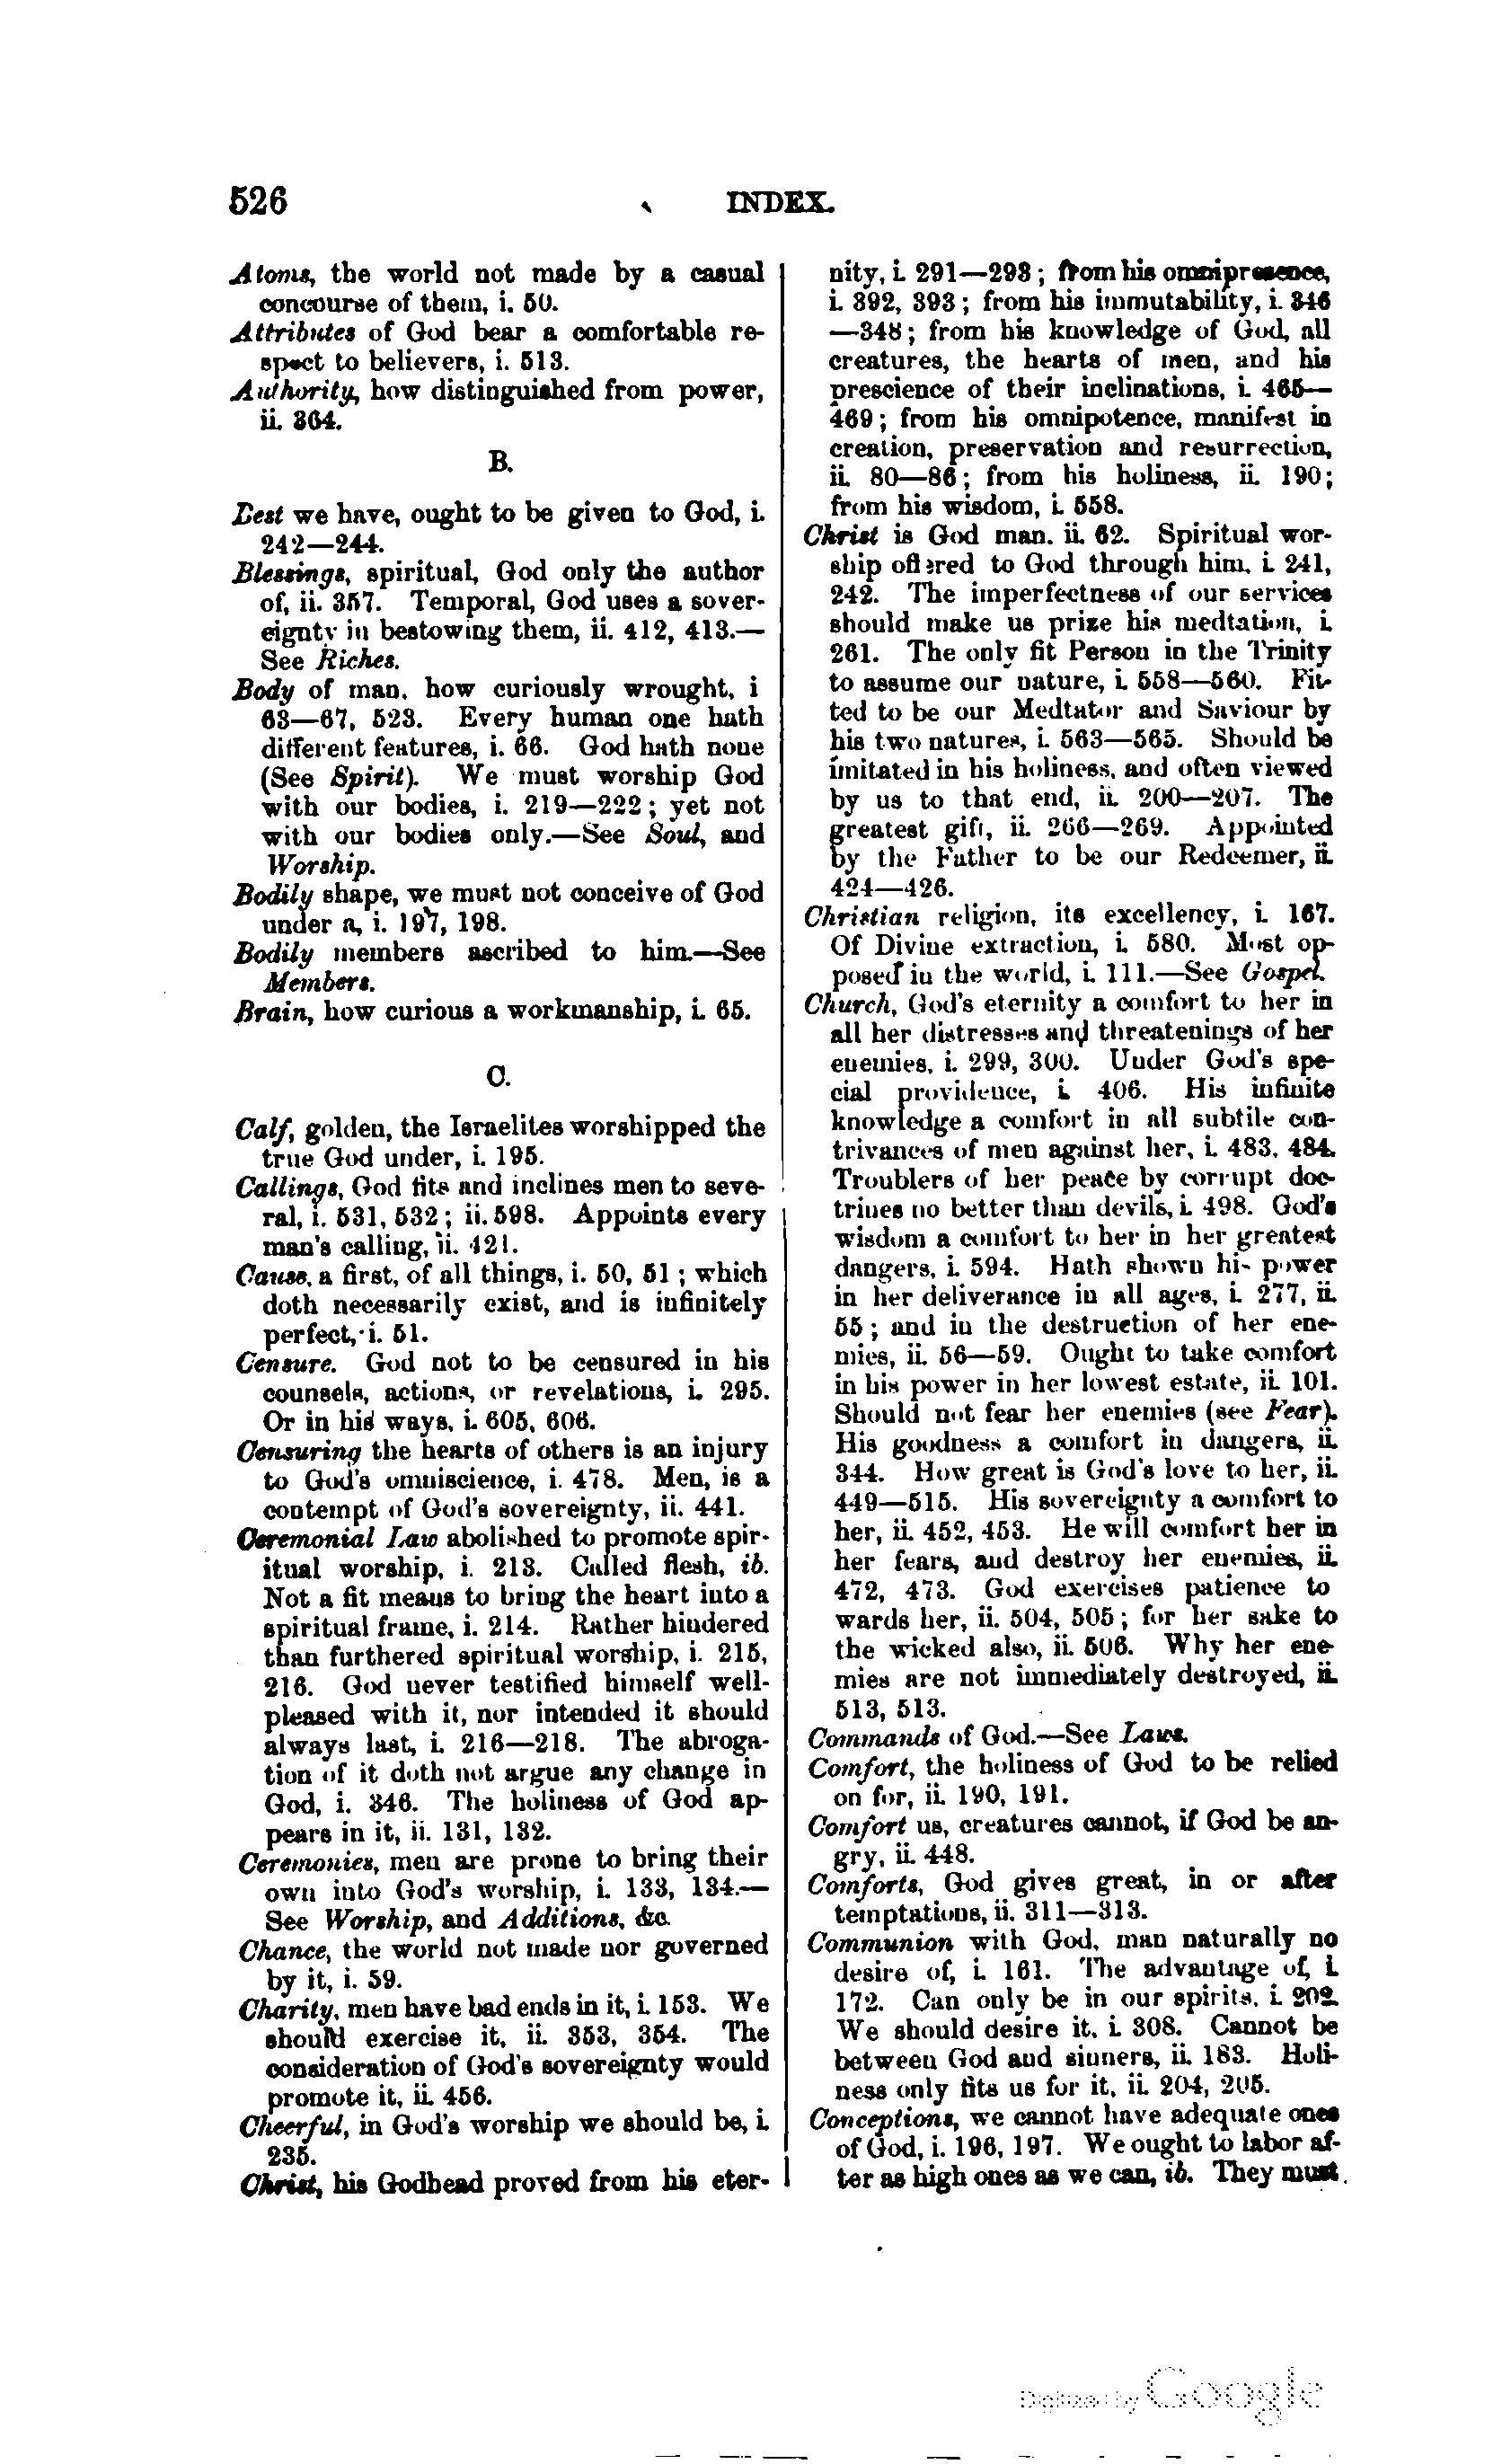 526
INDEX.
Atoms, the world not made by a casual
concourse of them, i. 50.
Attributes of God bear a comfortable re-
spect to believers, i. 513.
Authority, how distinguished from power,
ii. 364.
B.
Best we have, ought to be given to God, i.
242—244.
Blessings, spiritual, God only the author
of, ii. 357. Temporal, God uses a sover-
eignty in bestowing them, ii. 412, 413.—
See Riches.
Body of man, how curiously wrought, i
63—67, 523. Every human one hath
different features, i. 66. God hath none
(See Spirit). We must worship God
with our bodies, i. 219—222; yet not
with our bodies only.—See Soul, and
Worship.
Bodily shape, we must not conceive of God
under a, i. 197, 198.
Bodily members ascribed to him.—See
Members.
Brain, how curious a workmanship, i. 65.
C.
Calf, golden, the Israelites worshipped the
true God under, i. 195.
Callings, God fits and inclines men to seve-
ral, i. 531, 532; ii. 598. Appoints every
man's calling, ii. 421.
Cause, a first, of all things, i. 50, 51; which
doth necessarily exist, and is infinitely
perfect, i. 51.
Censure. God not to be censured in his
counsels, actions, or revelations, i. 295.
Or in his ways, i. 605, 606.
Censuring the hearts of others is an injury
to God's omniscience, i. 478. Men, is a
contempt of God's sovereignty, ii. 441.
Ceremonial Law abolished to promote spir-
itual worship, i. 213. Called flesh, ib.
Not a fit means to bring the heart into a
spiritual frame, i. 214. Rather hindered
than furthered spiritual worship, i. 215,
216. God never testified himself well-
pleased with it, nor intended it should
always last, i. 216—218. The abroga-
tion of it doth not argue any change in
God, i. 346. The holiness of God ap-
pears in it, ii. 131, 132.
Ceremonies, men are prone to bring their
own into God's worship, i. 133, 134.—
See Worship, and Additions, &c.
Chance, the world not made nor governed
by it, i. 59.
Charity, men have bad ends in it, i. 153. We
should exercise it, ii. 353, 354. The
consideration of God's sovereignty would
promote it, ii. 456.
Cheerful, in God's worship we should be, i.
235.
Christ, his Godhead proved from his eter-
nity, i. 291—293; from his omnipresence,
i. 392, 393; from his immutability, i. 346
—348; from his knowledge of God, all
creatures, the hearts of men, and his
prescience of their inclinations, i. 465—
469; from his omnipotence, manifest in
creation, preservation and resurrection,
ii. 80—86; from his holiness, ii. 190;
from his wisdom, i. 558.
Christ is God man. ii. 62. Spiritual wor-
ship offered to God through him, i. 241,
242. The imperfectness of our services
should make us prize his medtation, i.
261. The only fit Person in the Trinity
to assume our nature, i. 558—560. Fit-
ted to be our Medtator and Saviour by
his two natures, i. 563—565. Should be
imitated in his holiness, and often viewed
by us to that end, ii. 200—207. The
greatest gift, ii. 266—269. Appointed
by the Father to be our Redeemer, ii.
424—426.
Christian religion, its excellency, i. 167.
Of Divine extraction, i. 580. Most op-
posed in the world, i. 111.—See Gospel.
Church, God's eternity a comfort to her in
all her distresses and threatenings of her
enemies, i. 299, 300. Under God's spe-
cial providence, i. 406. His infinite
knowledge a comfort in all subtile con-
trivances of men against her, i. 483, 484.
Troublers of her peace by corrupt doc-
trines no better than devils, i. 498. God's
wisdom a comfort to her in her greatest
dangers, i. 594. Hath shown his power
in her deliverance in all ages, i. 277, ii.
55; and in the destruction of her ene-
mies, ii. 56—59. Ought to take comfort
in his power in her lowest estate, ii. 101.
Should not fear her enemies (see Fear).
His goodness a comfort in dangers, ii.
344. How great is God's love to her, ii.
449—515. His sovereignty a comfort to
her, ii. 452, 453. He will comfort her in
her fears, and destroy her enemies, ii.
472, 473. God exercises patience to
wards her, ii. 504, 505; for her sake to
the wicked also, ii. 506. Why her ene-
mies are not immediately destroyed, ii.
513, 513.
Commands of God.—See Laws.
Comfort, the holiness of God to be relied
on for, ii. 190, 191.
Comfort us, creatures cannot, if God be an-
gry, ii. 448.
Comforts, God gives great, in or after
temptations, ii. 311—313.
Communion with God, man naturally no
desire of, i. 161. The advantage of, i.
172. Can only be in our spirits, i. 202.
We should desire it, i. 308. Cannot be
between God and sinners, ii. 183. Holi-
ness only fits us for it, ii. 204, 205.
Conceptions, we cannot have adequate ones
of God, i. 196, 197. We ought to labor af-
ter as high ones as we can, ib. They must
Digitized by Google